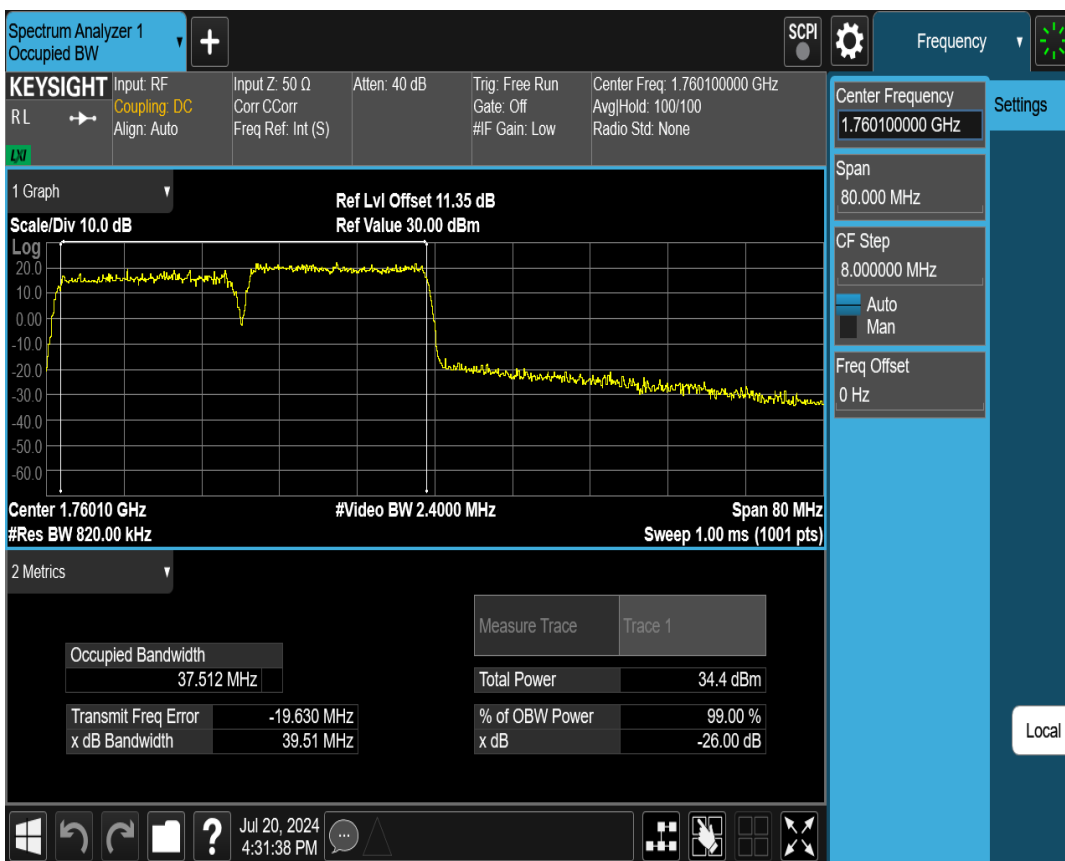 Spectrum Analyzer 1
Occupied BW
+
SCPI
Frequency
KEYSIGHT
RL
LXI
Input: RF
Coupling: DC
Align: Auto
Input Z: 50 Ω
Corr CCorr
Freq Ref: Int (S)
Atten: 40 dB
Trig: Free Run
Gate: Off
#IF Gain: Low
Center Freq: 1.760100000 GHz
Avg|Hold: 100/100
Radio Std: None
Center Frequency
1.760100000 GHz
Settings
Span
80.000 MHz
CF Step
8.000000 MHz
Auto
Man
Freq Offset
0 Hz
Local
1 Graph
Scale/Div 10.0 dB
Ref Lvl Offset 11.35 dB
Ref Value 30.00 dBm
Log
20.0
10.0
0.00
-10.0
-20.0
-30.0
-40.0
-50.0
-60.0
Center 1.76010 GHz
#Video BW 2.4000 MHz
Span 80 MHz
#Res BW 820.00 kHz
Sweep 1.00 ms (1001 pts)
2 Metrics
Measure Trace
Trace 1
Occupied Bandwidth
37.512 MHz
Total Power
34.4 dBm
Transmit Freq Error
-19.630 MHz
% of OBW Power
99.00 %
x dB Bandwidth
39.51 MHz
x dB
-26.00 dB
?
Jul 20, 2024
4:31:38 PM